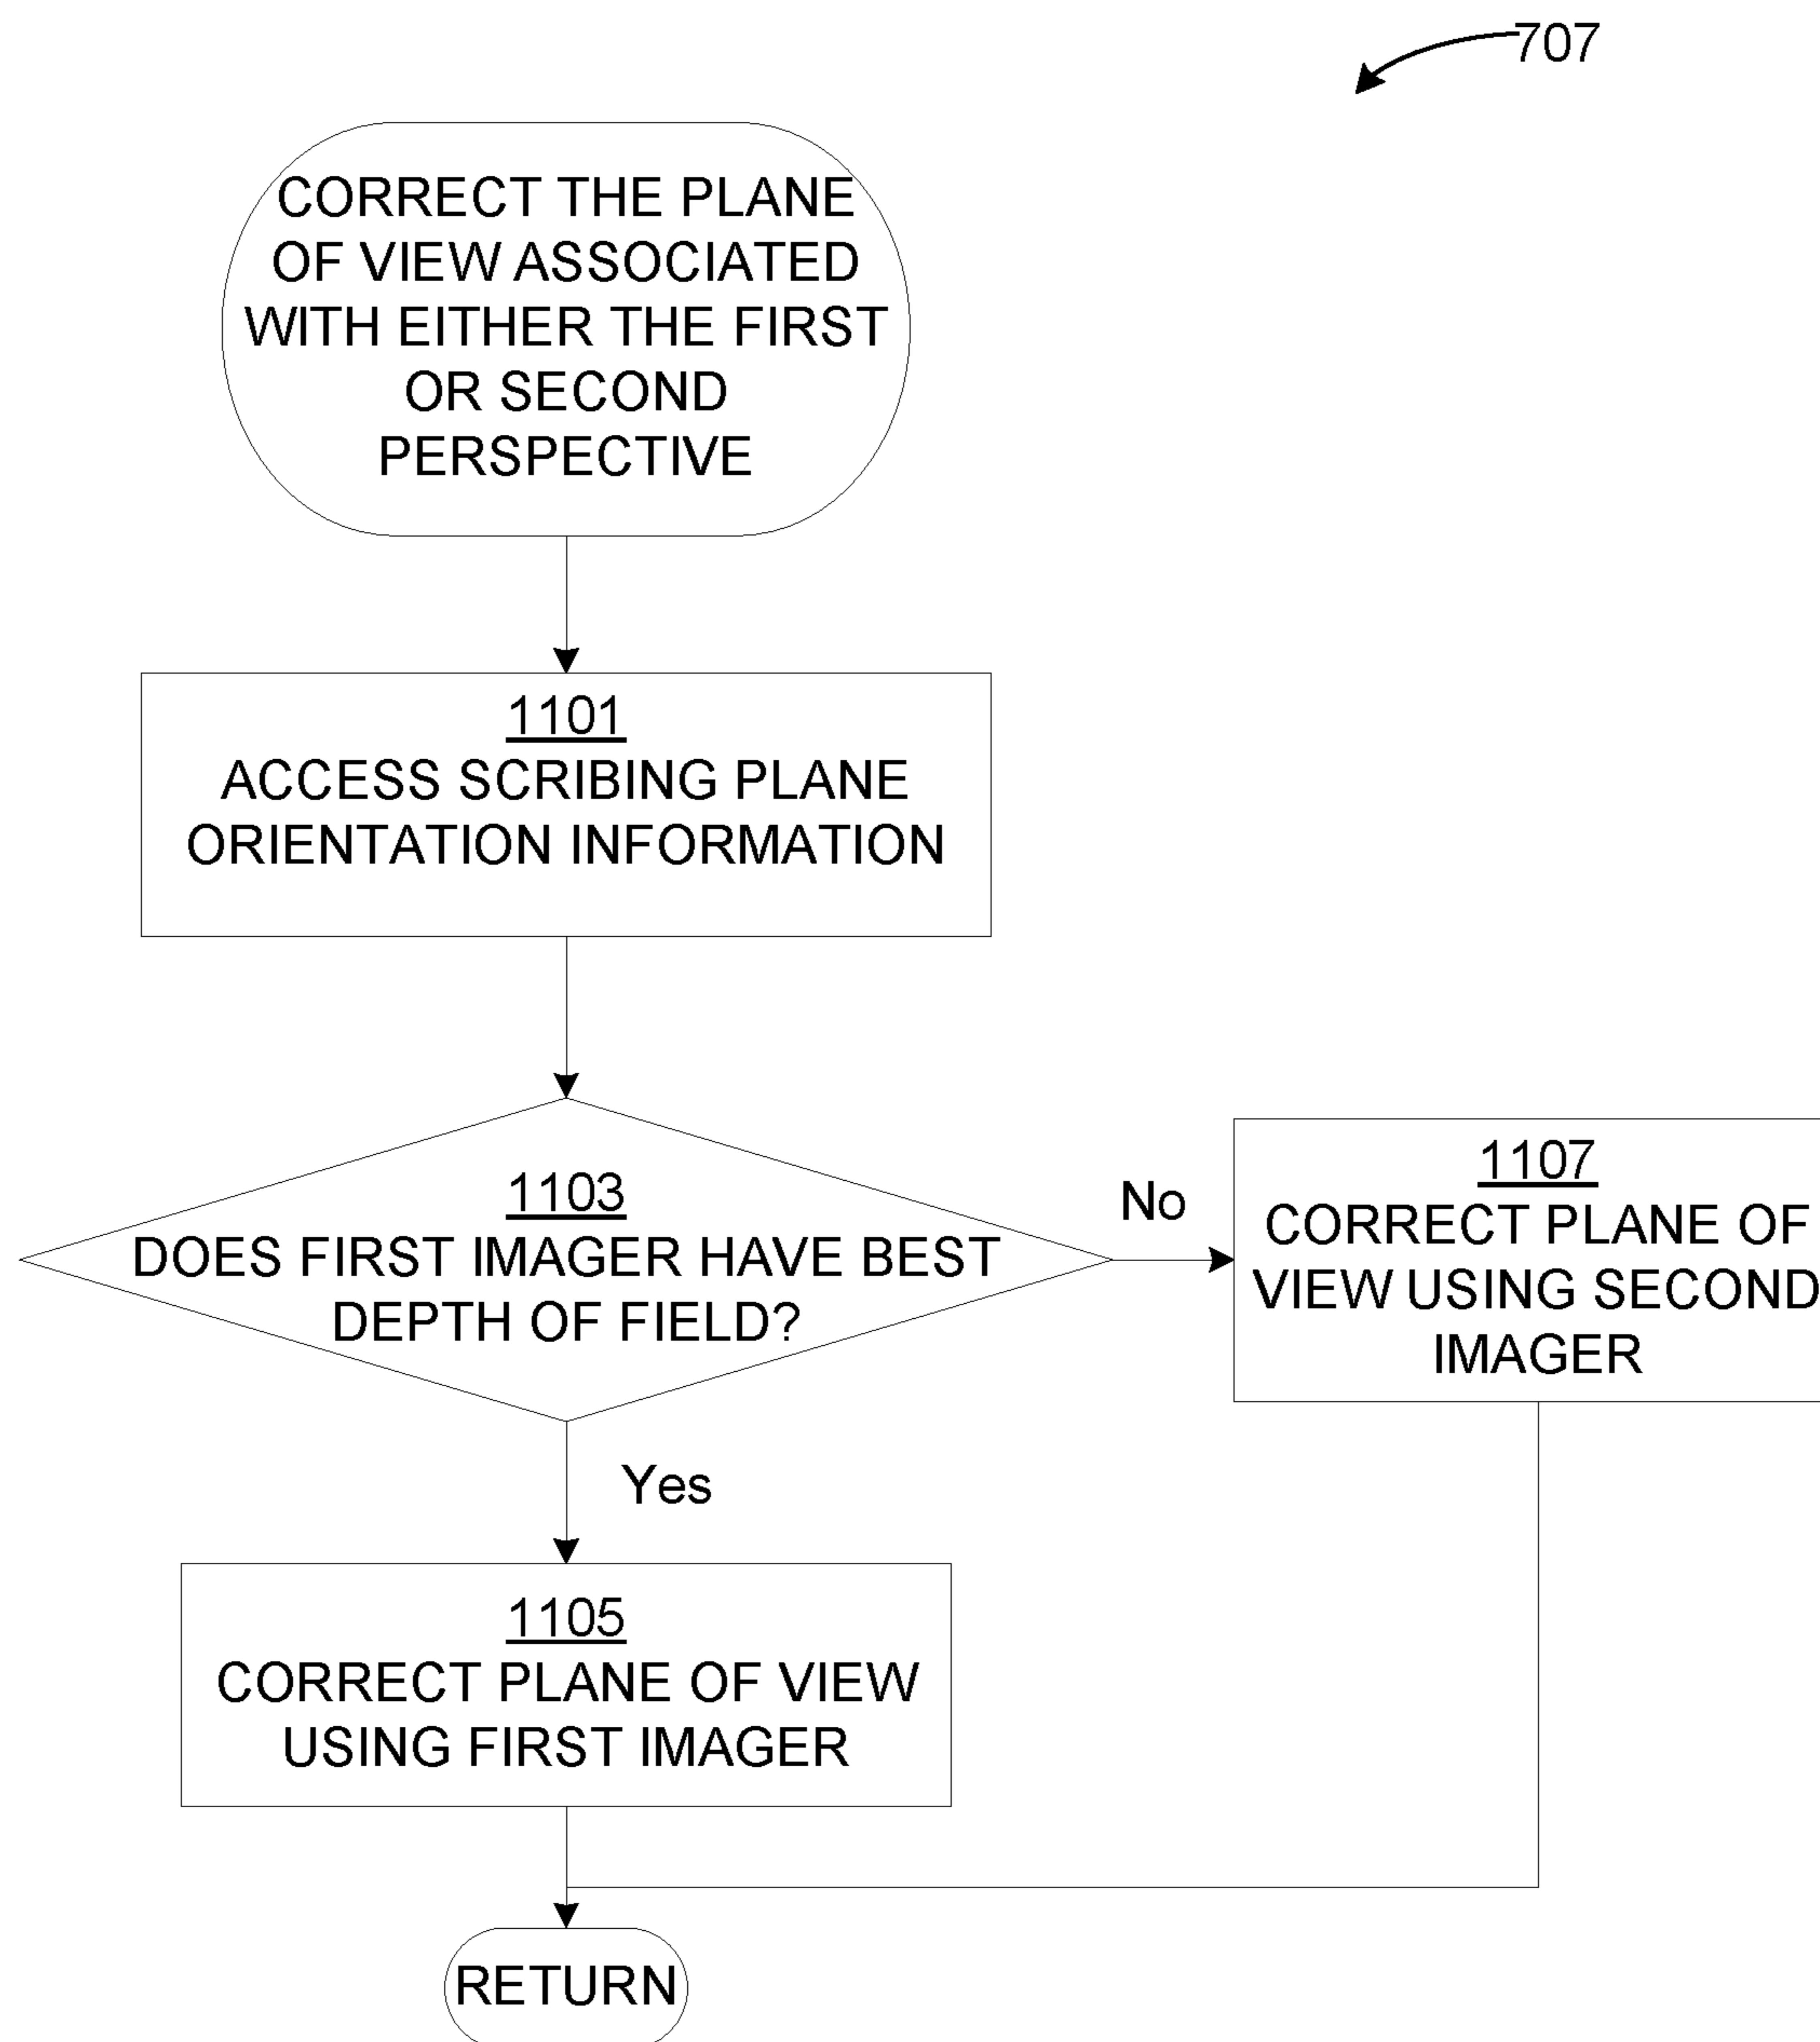 707
CORRECT THE PLANE
OF VIEW ASSOCIATED
WITH EITHER THE FIRST
OR SECOND
PERSPECTIVE
1101
ACCESS SCRIBING PLANE
ORIENTATION INFORMATION
1103
DOES FIRST IMAGER HAVE BEST
DEPTH OF FIELD?
No
1107
CORRECT PLANE OF
VIEW USING SECOND
IMAGER
Yes
1105
CORRECT PLANE OF VIEW
USING FIRST IMAGER
RETURN